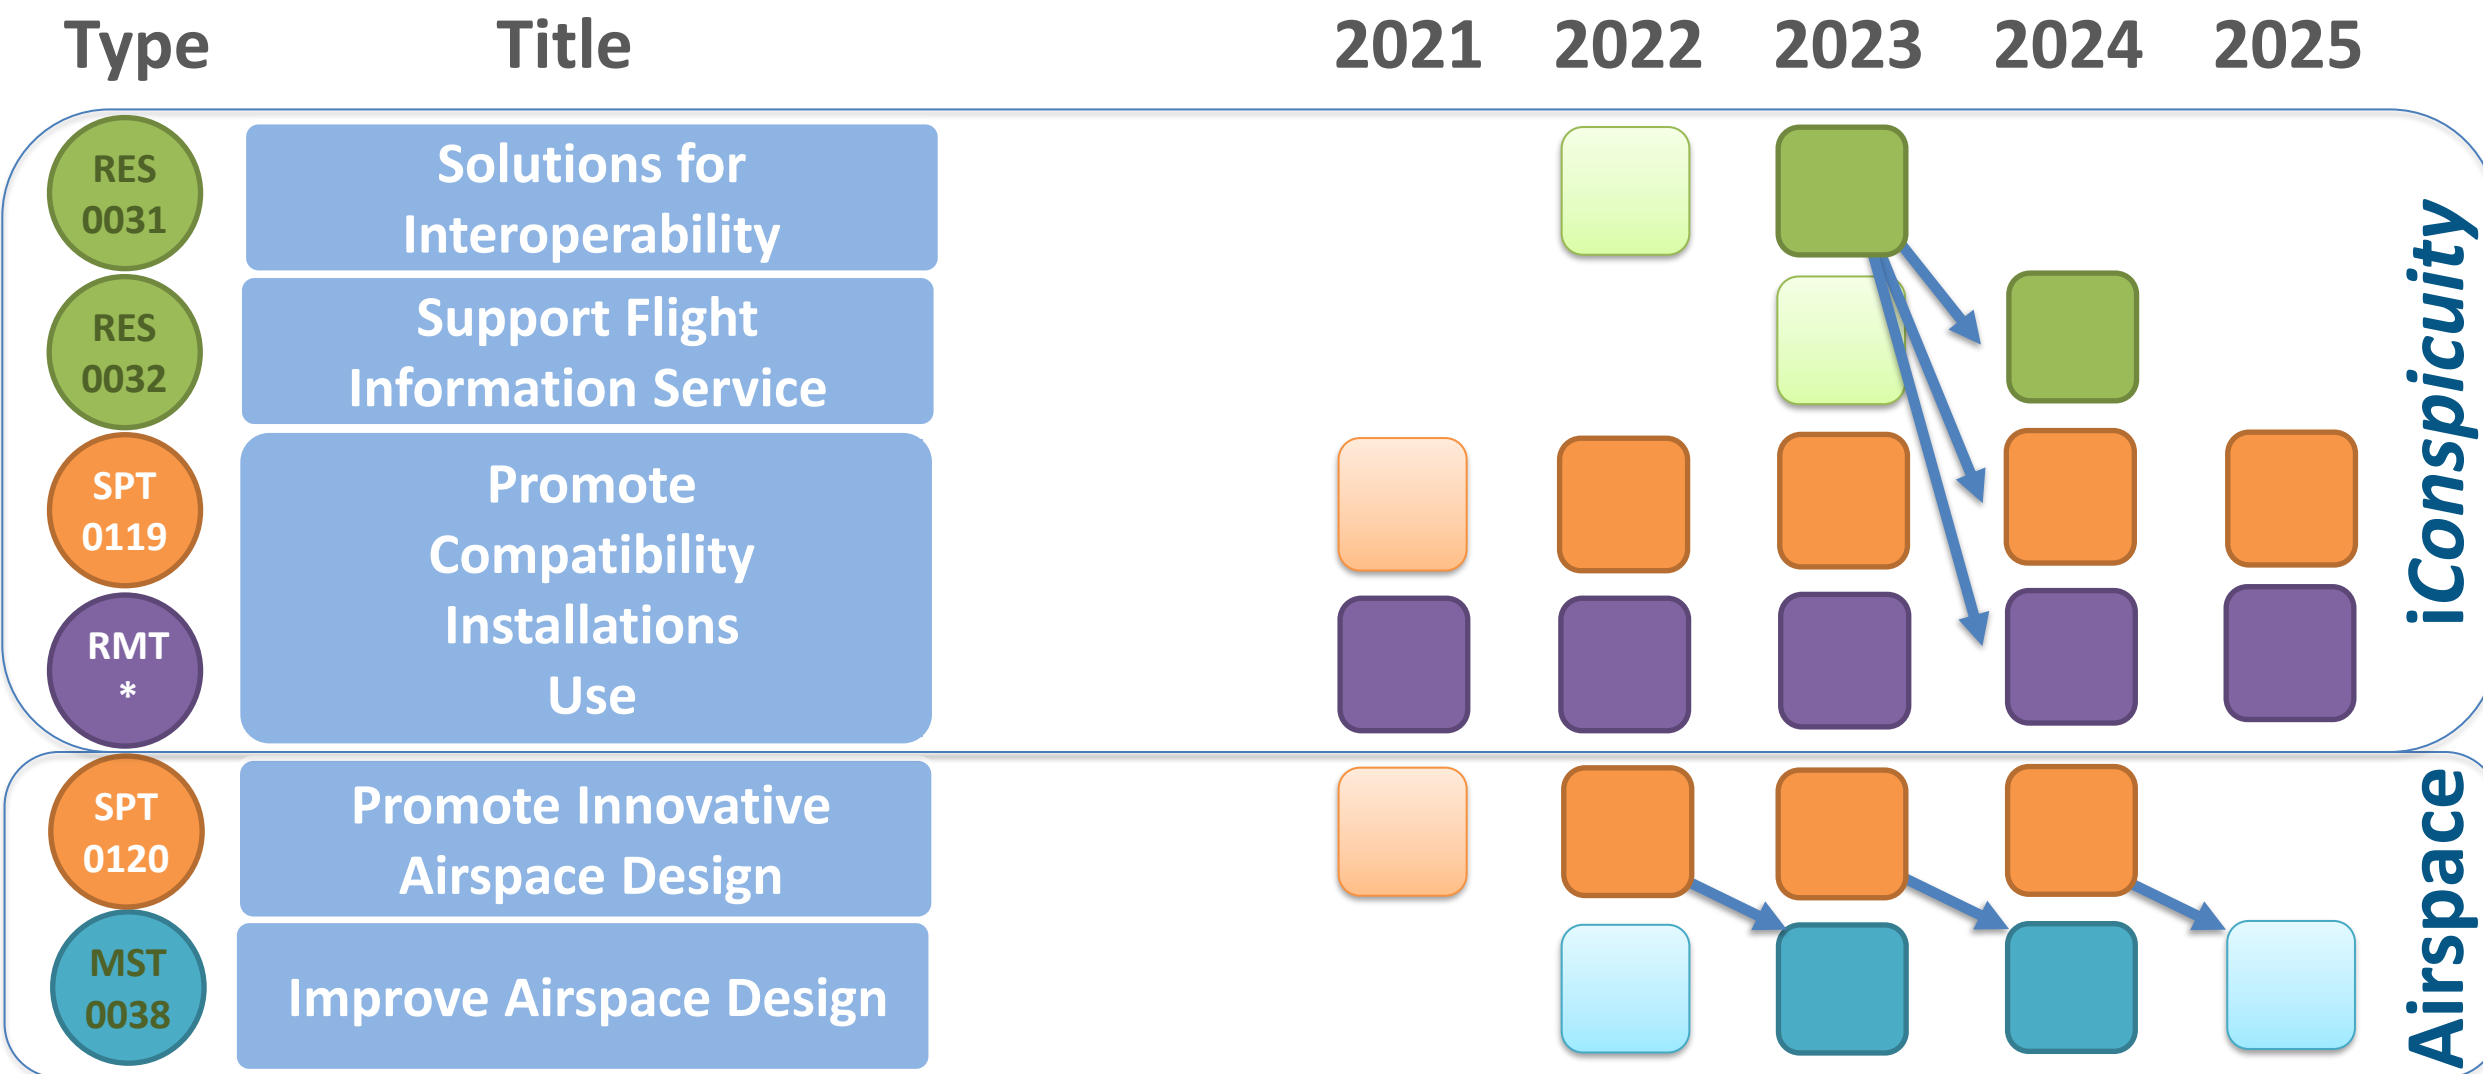 Type Title 2021 2022 2023 2024 2025
RES
0031
Solutions for
Interoperability
RES
0032
Support Flight
Information Service
SPT
0119
Promote
Compatibility
Installations
Use
RMT
*
iConspicuity
SPT
0120
Promote Innovative
Airspace Design
MST
0038
Improve Airspace Design
Airspace